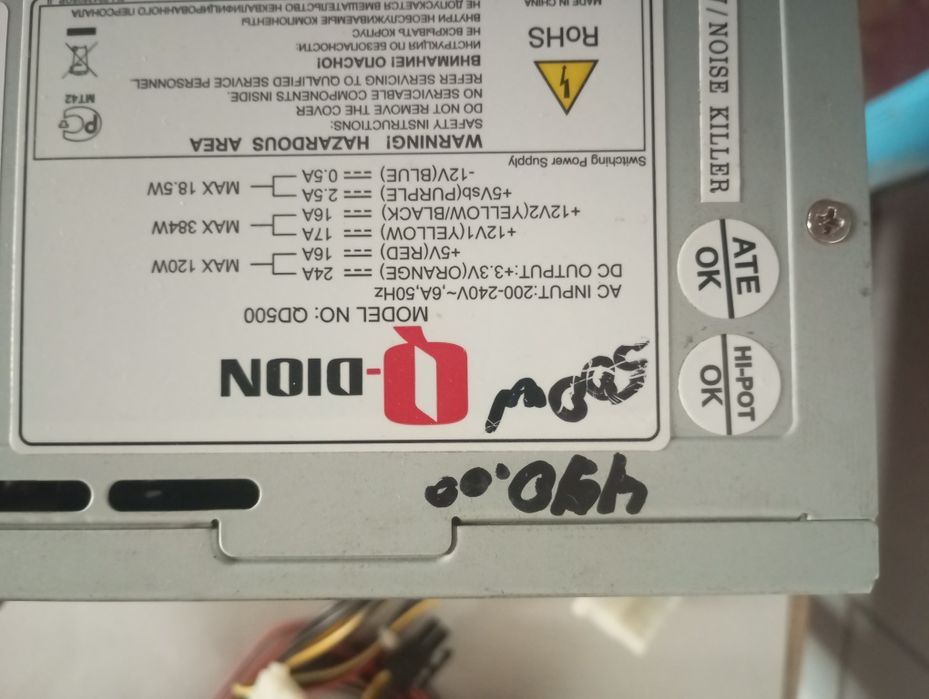 490.00
500W
Q-DION
MODEL NO: QD500
AC INPUT:200-240V~,6A,50Hz
DC OUTPUT:+3.3V(ORANGE) 24A
+5V(RED) 16A MAX 120W
+12V1(YELLOW) 17A
+12V2(YELLOW/BLACK) 16A MAX 384W
+5Vsb(PURPLE) 2.5A
-12V(BLUE) 0.5A MAX 18.5W
Switching Power Supply
WARNING! HAZARDOUS AREA
SAFETY INSTRUCTIONS:
DO NOT REMOVE THE COVER
NO SERVICEABLE COMPONENTS INSIDE.
REFER SERVICING TO QUALIFIED SERVICE PERSONNEL
ВНИМАНИЕ! ОПАСНО!
ИНСТРУКЦИЯ ПО БЕЗОПАСНОСТИ:
НЕ ВСКРЫВАТЬ КОРПУС
ВНУТРИ НЕОБСЛУЖИВАЕМЫЕ КОМПОНЕНТЫ
НЕ ДОПУСКАЕТСЯ ВМЕШАТЕЛЬСТВО НЕКВАЛИФИЦИРОВАННОГО ПЕРСОНАЛА
PC
MT42
RoHS
MADE IN CHINA
HI-POT
OK
ATE
OK
/ NOISE KILLER